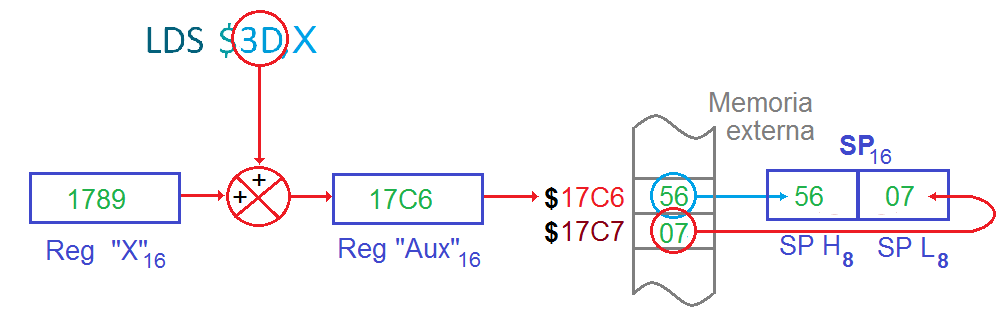 LDS $3D,X
Memoria
externa
SP16
1789
+
+
17C6
$17C6
56
56
07
$17C7
07
Reg "X"16
Reg "Aux"16
SP H8
SP L8